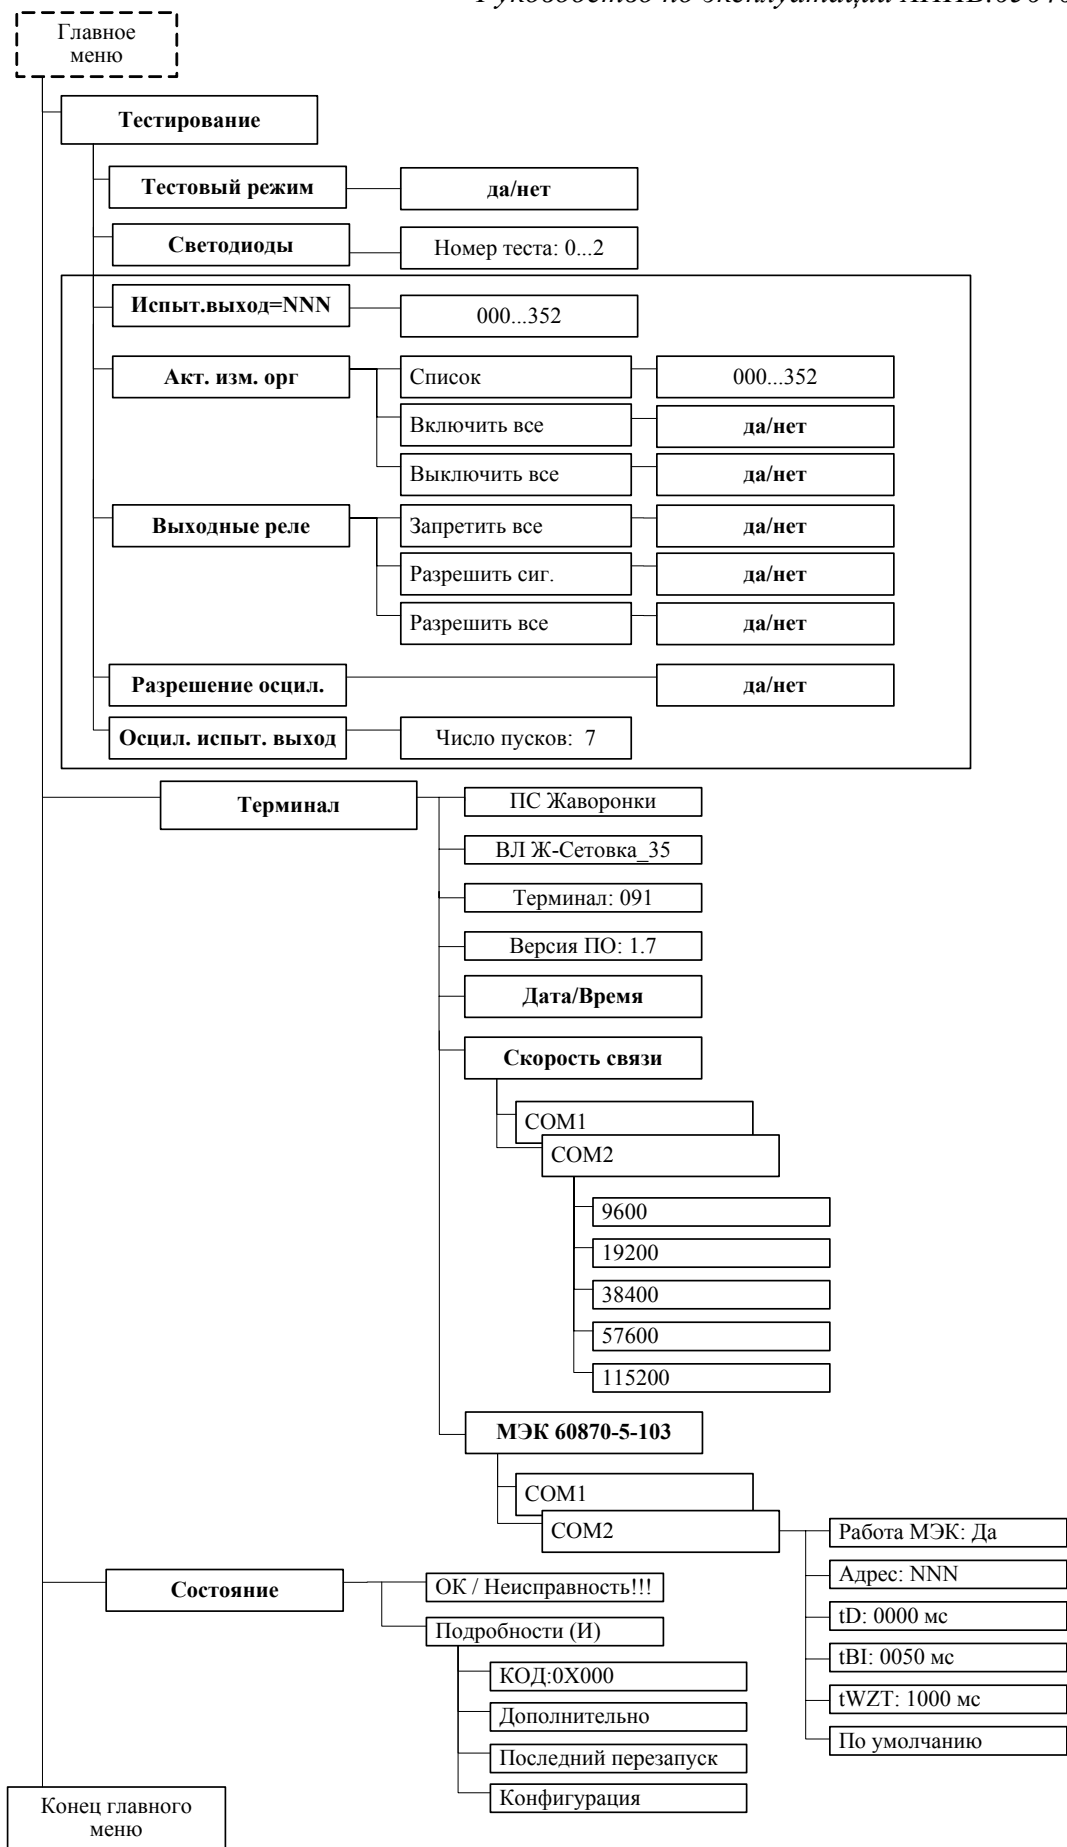 Руководство по эксплуатации
Главное
меню
Тестирование
Тестовый режим
да/нет
Светодиоды
Номер теста: 0...2
Испыт.выход=NNN
000...352
Акт. изм. орг
Список
000...352
Включить все
да/нет
Выключить все
да/нет
Выходные реле
Запретить все
да/нет
Разрешить сиг.
да/нет
Разрешить все
да/нет
Разрешение осцил.
да/нет
Осцил. испыт. выход
Число пусков: 7
Терминал
ПС Жаворонки
ВЛ Ж-Сетовка_35
Терминал: 091
Версия ПО: 1.7
Дата/Время
Скорость связи
COM1
COM2
9600
19200
38400
57600
115200
МЭК 60870-5-103
COM1
COM2
Работа МЭК: Да
Адрес: NNN
tD: 0000 мс
tBI: 0050 мс
tWZT: 1000 мс
По умолчанию
Состояние
ОК / Неисправность!!!
Подробности (И)
КОД:0X000
Дополнительно
Последний перезапуск
Конфигурация
Конец главного
меню